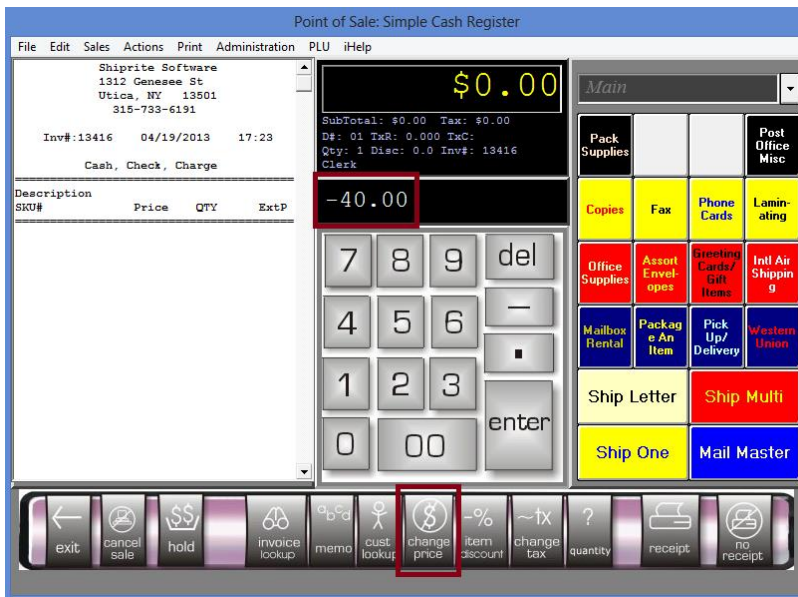 Point of Sale: Simple Cash Register
File Edit Sales Actions Print Administration PLU iHelp
Shiprite Software
1312 Genesee St
Utica, NY 13501
315-733-6191
Inv#:13416 04/19/2013 17:23
Cash, Check, Charge
Description
SKU# Price QTY ExtP
$0.00
SubTotal: $0.00 Tax: $0.00
D#: 01 TxR: 0.000 TxC:
Qty: 1 Disc: 0.0 Inv#: 13416
Clerk
-40.00
7 8 9 del
4 5 6 −
1 2 3 .
0 00 enter
Main
Pack
Supplies
Post
Office
Misc
Copies
Fax
Phone
Cards
Lamin-
ating
Office
Supplies
Assort
Envel-
opes
Greeting
Cards/
Gift
Items
Intl Air
Shippin
g
Mailbox
Rental
Packag
e An
Item
Pick
Up/
Delivery
Western
Union
Ship Letter
Ship Multi
Ship One
Mail Master
exit
cancel
sale
$$
hold
invoice
lookup
abcd
memo
cust
lookup
$
change
price
-%
item
discount
~tx
change
tax
?
quantity
receipt
no
receipt